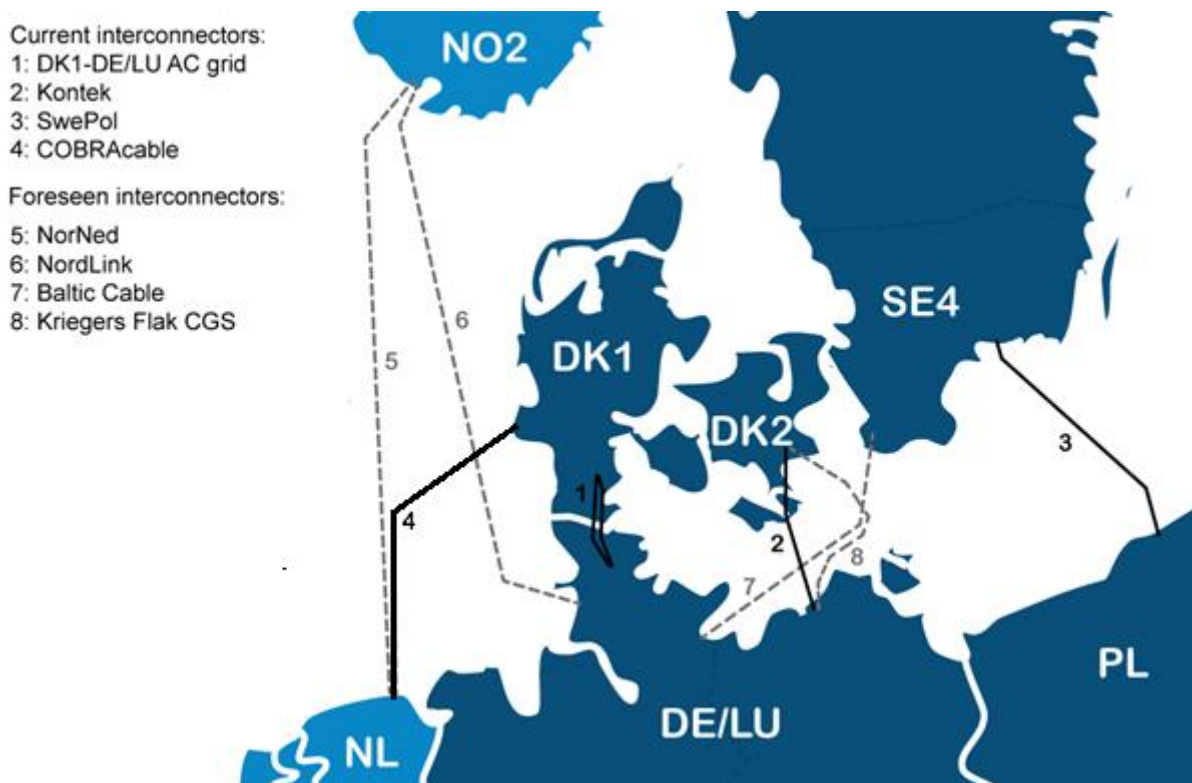 Current interconnectors:
1: DK1-DE/LU AC grid
2: Kontek
3: SwePol
4: COBRAcable
Foreseen interconnectors:
5: NorNed
6: NordLink
7: Baltic Cable
8: Kriegers Flak CGS
NO2
SE4
6
DK1
5
DK2
3
1
4
2
8
7
PL
DE/LU
NL